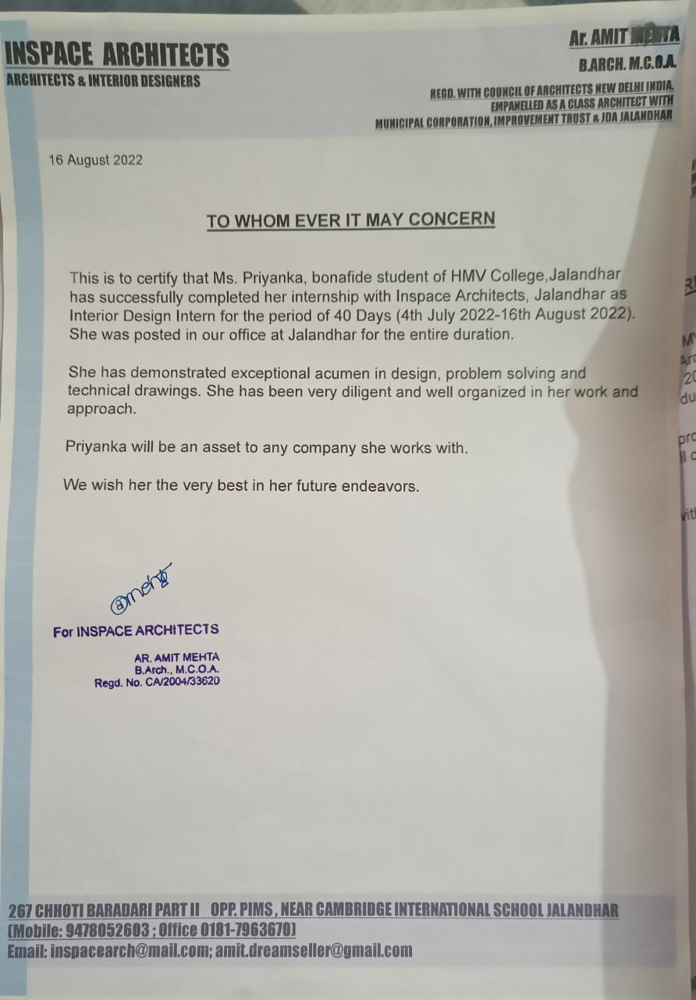 INSPACE ARCHITECTS
ARCHITECTS & INTERIOR DESIGNERS
Ar. AMIT MEHTA
B.ARCH. M.C.O.A.
REGD. WITH COUNCIL OF ARCHITECTS NEW DELHI INDIA.
EMPANELLED AS A CLASS ARCHITECT WITH
MUNICIPAL CORPORATION, IMPROVEMENT TRUST & JDA JALANDHAR
16 August 2022
TO WHOM EVER IT MAY CONCERN
This is to certify that Ms. Priyanka, bonafide student of HMV College,Jalandhar
has successfully completed her internship with Inspace Architects, Jalandhar as
Interior Design Intern for the period of 40 Days (4th July 2022-16th August 2022).
She was posted in our office at Jalandhar for the entire duration.
She has demonstrated exceptional acumen in design, problem solving and
technical drawings. She has been very diligent and well organized in her work and
approach.
Priyanka will be an asset to any company she works with.
We wish her the very best in her future endeavors.
For INSPACE ARCHITECTS
AR. AMIT MEHTA
B.Arch., M.C.O.A.
Regd. No. CA/2004/33620
267 CHHOTI BARADARI PART II OPP. PIMS, NEAR CAMBRIDGE INTERNATIONAL SCHOOL JALANDHAR
(Mobile: 9478052603 ; Office 0181-7963670)
Email: inspacearch@mail.com; amit.dreamseller@gmail.com